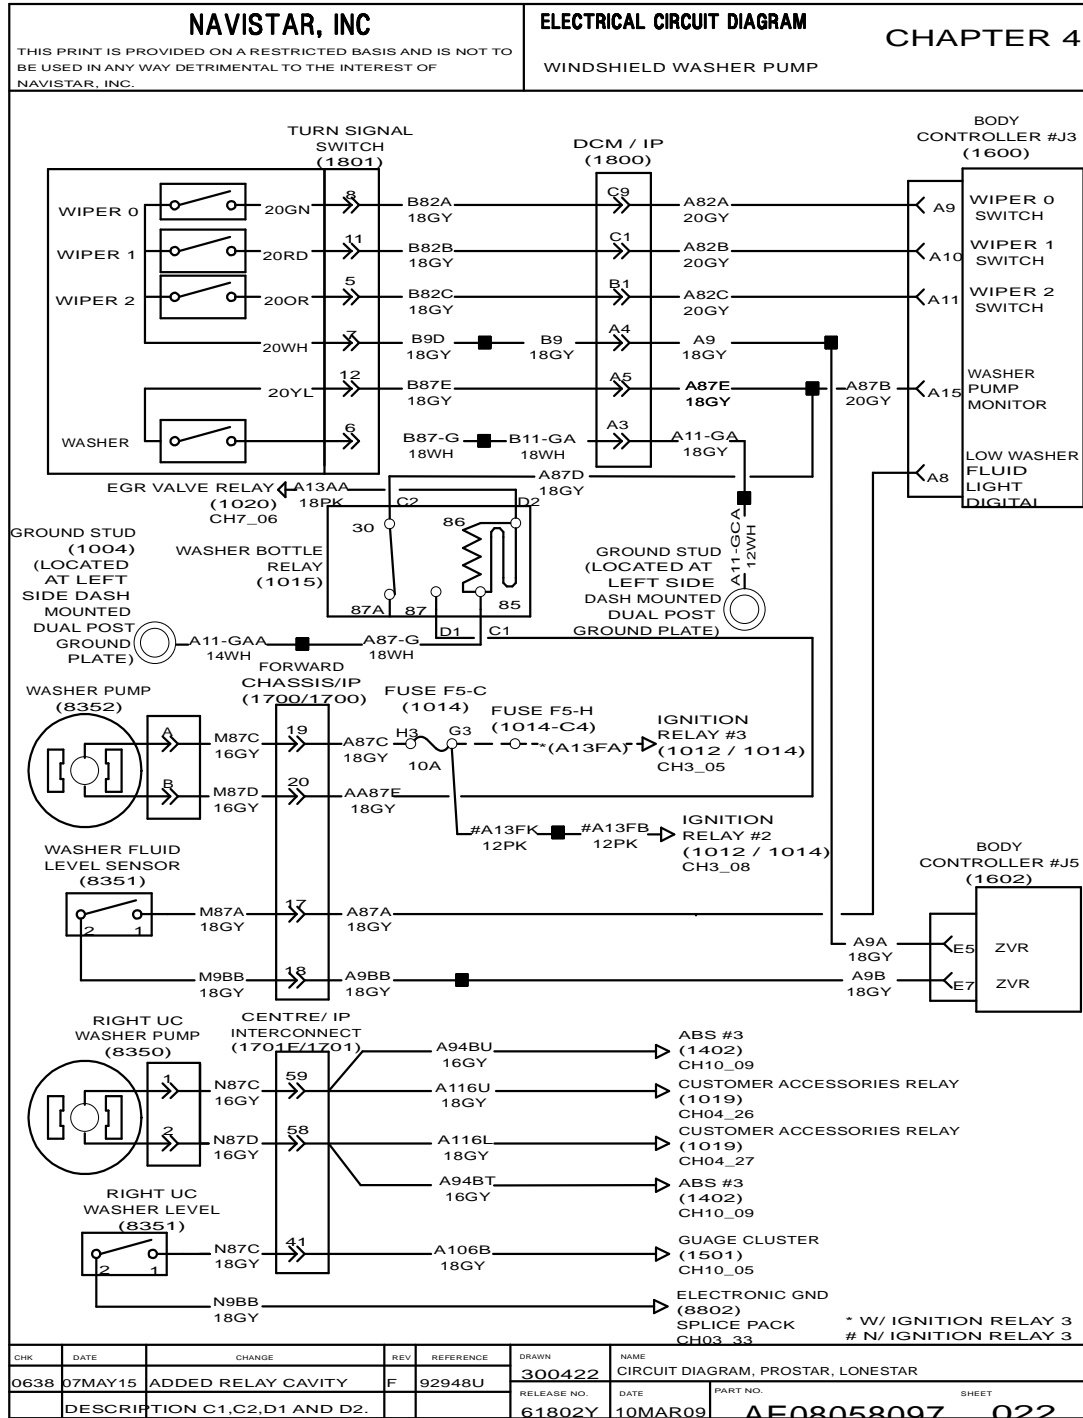 NAVISTAR, INC
THIS PRINT IS PROVIDED ON A RESTRICTED BASIS AND IS NOT TO
BE USED IN ANY WAY DETRIMENTAL TO THE INTEREST OF
NAVISTAR, INC.
ELECTRICAL CIRCUIT DIAGRAM
WINDSHIELD WASHER PUMP
CHAPTER 4
TURN SIGNAL
SWITCH
(1801)
DCM / IP
(1800)
BODY
CONTROLLER #J3
(1600)
WIPER 0
20GN
8
B82A
18GY
C9
A82A
20GY
A9
WIPER 0
SWITCH
WIPER 1
20RD
11
B82B
18GY
C1
A82B
20GY
A10
WIPER 1
SWITCH
WIPER 2
20OR
5
B82C
18GY
B1
A82C
20GY
A11
WIPER 2
SWITCH
20WH
7
B9D
18GY
B9
18GY
A4
A9
18GY
20YL
12
B87E
18GY
A5
A87E
18GY
A87B
20GY
A15
WASHER
PUMP
MONITOR
WASHER
6
B87-G
18WH
B11-GA
18WH
A3
A11-GA
18GY
A8
LOW WASHER
FLUID
LIGHT
DIGITAL
EGR VALVE RELAY
(1020)
CH7_06
A13AA
18PK
C2
A87D
18GY
D2
30
86
87A
87
85
D1
C1
WASHER BOTTLE
RELAY
(1015)
GROUND STUD
(1004)
(LOCATED
AT LEFT
SIDE DASH
MOUNTED
DUAL POST
GROUND
PLATE)
GROUND STUD
(LOCATED AT
LEFT SIDE
DASH MOUNTED
DUAL POST
GROUND PLATE)
A11-GCA
12WH
A11-GAA
14WH
A87-G
18WH
FORWARD
CHASSIS/IP
(1700/1700)
WASHER PUMP
(8352)
FUSE F5-C
(1014)
FUSE F5-H
(1014-C4)
A
M87C
16GY
19
A87C
18GY
H3
10A
G3
*(A13FA)
IGNITION
RELAY #3
(1012 / 1014)
CH3_05
B
M87D
16GY
20
AA87E
18GY
#A13FK
12PK
#A13FB
12PK
IGNITION
RELAY #2
(1012 / 1014)
CH3_08
WASHER FLUID
LEVEL SENSOR
(8351)
2
1
M87A
18GY
17
A87A
18GY
M9BB
18GY
18
A9BB
18GY
BODY
CONTROLLER #J5
(1602)
A9A
18GY
E5
ZVR
A9B
18GY
E7
ZVR
RIGHT UC
WASHER PUMP
(8350)
CENTRE/ IP
INTERCONNECT
(1701F/1701)
1
N87C
16GY
59
A94BU
16GY
ABS #3
(1402)
CH10_09
A116U
18GY
CUSTOMER ACCESSORIES RELAY
(1019)
CH04_26
2
N87D
16GY
58
A116L
18GY
CUSTOMER ACCESSORIES RELAY
(1019)
CH04_27
A94BT
16GY
ABS #3
(1402)
CH10_09
RIGHT UC
WASHER LEVEL
(8351)
2
1
N87C
18GY
41
A106B
18GY
GUAGE CLUSTER
(1501)
CH10_05
N9BB
18GY
ELECTRONIC GND
(8802)
SPLICE PACK
CH03_33
* W/ IGNITION RELAY 3
# N/ IGNITION RELAY 3
CHK DATE CHANGE REV REFERENCE
0638 07MAY15 ADDED RELAY CAVITY F 92948U
DESCRIPTION C1,C2,D1 AND D2.
DRAWN
300422
NAME
CIRCUIT DIAGRAM, PROSTAR, LONESTAR
RELEASE NO.
61802Y
DATE
10MAR09
PART NO.
AE08058097
SHEET
022